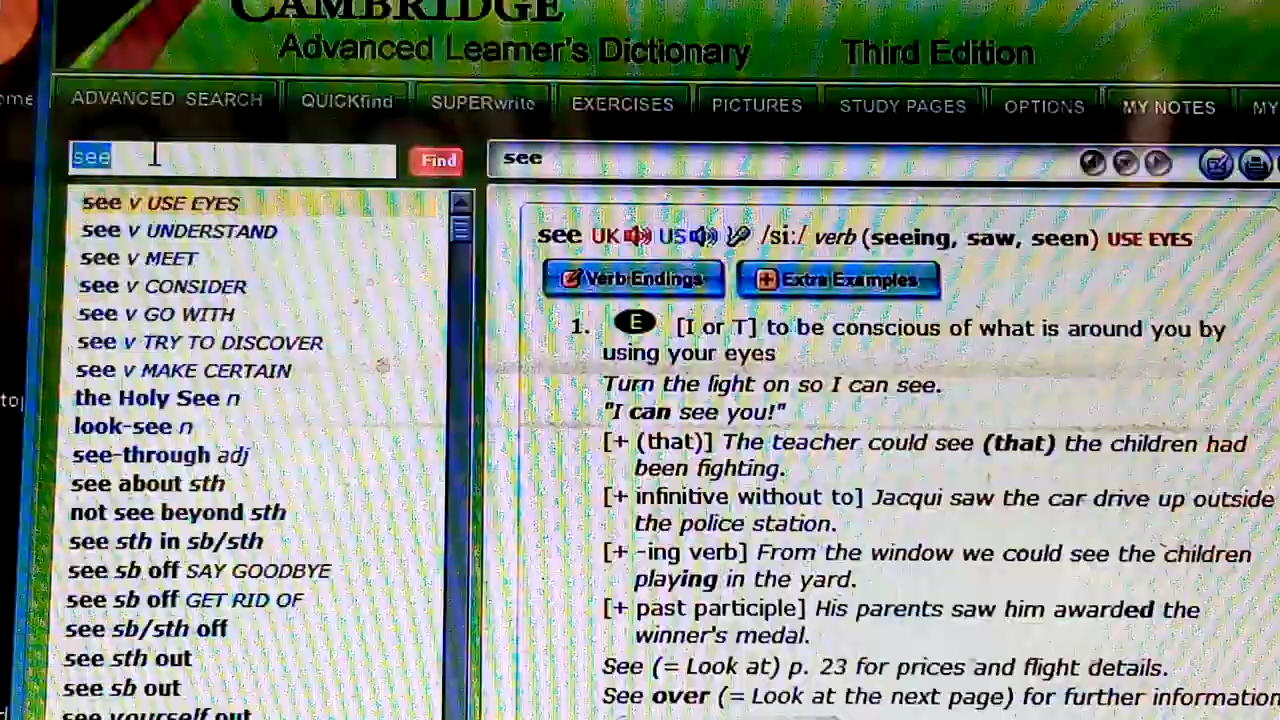 CAMBRIDGE
Advanced Learner's Dictionary Third Edition
ADVANCED SEARCH QUICKfind SUPERwrite EXERCISES PICTURES STUDY PAGES OPTIONS MY NOTES MY
see Find see
see v USE EYES
see v UNDERSTAND
see v MEET
see v CONSIDER
see v GO WITH
see v TRY TO DISCOVER
see v MAKE CERTAIN
the Holy See n
look-see n
see-through adj
see about sth
not see beyond sth
see sth in sb/sth
see sb off SAY GOODBYE
see sb off GET RID OF
see sb/sth off
see sth out
see sb out
see yourself out
see UK US /siː/ verb (seeing, saw, seen) USE EYES
Verb Endings Extra Examples
1. E [I or T] to be conscious of what is around you by
using your eyes
Turn the light on so I can see.
"I can see you!"
[+ (that)] The teacher could see (that) the children had
been fighting.
[+ infinitive without to] Jacqui saw the car drive up outside
the police station.
[+ -ing verb] From the window we could see the children
playing in the yard.
[+ past participle] His parents saw him awarded the
winner's medal.
See (= Look at) p. 23 for prices and flight details.
See over (= Look at the next page) for further information